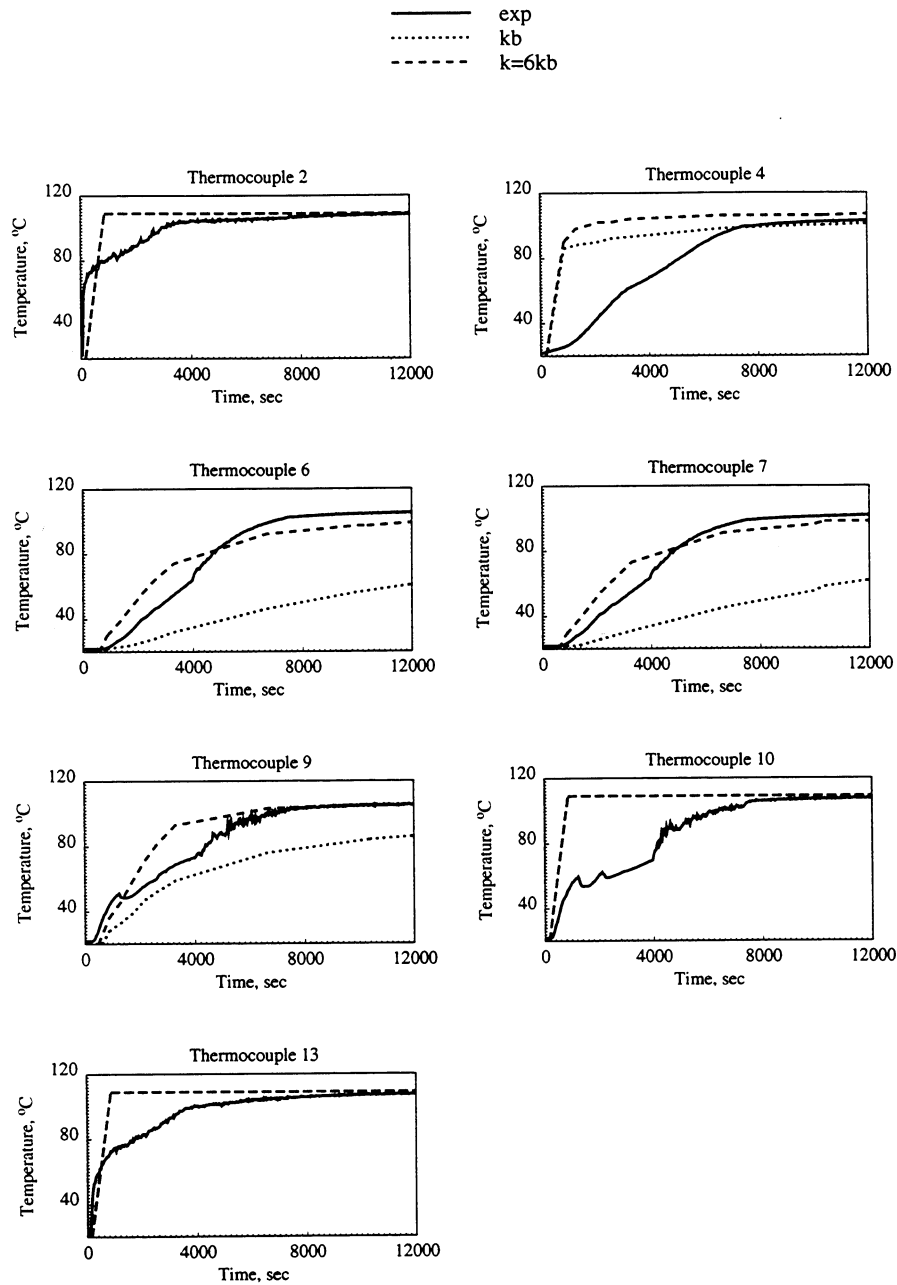 exp
kb
k=6kb
Thermocouple 2
120
80
40
Temperature, °C
0 4000 8000 12000
Time, sec
Thermocouple 4
120
80
40
Temperature, °C
0 4000 8000 12000
Time, sec
Thermocouple 6
120
80
40
Temperature, °C
0 4000 8000 12000
Time, sec
Thermocouple 7
120
80
40
Temperature, °C
0 4000 8000 12000
Time, sec
Thermocouple 9
120
80
40
Temperature, °C
0 4000 8000 12000
Time, sec
Thermocouple 10
120
80
40
Temperature, °C
0 4000 8000 12000
Time, sec
Thermocouple 13
120
80
40
Temperature, °C
0 4000 8000 12000
Time, sec